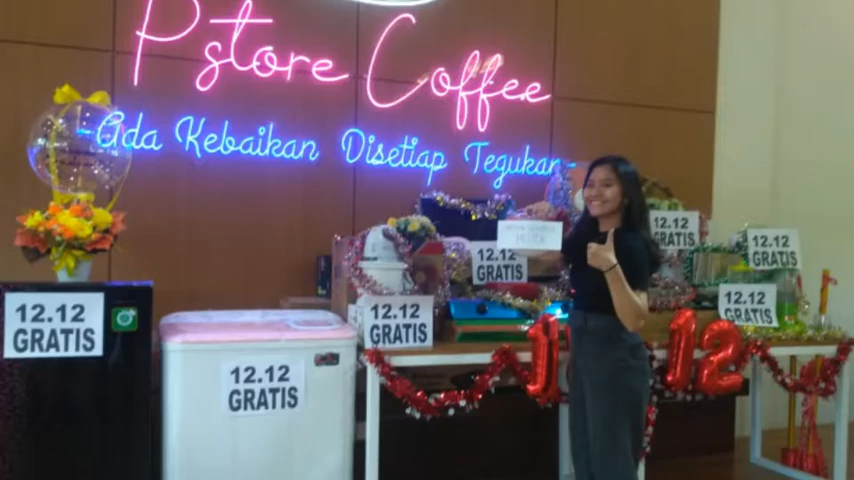 Pstore Coffee
-Ada Kebaikan Disetiap Tegukan-
12.12
GRATIS
12.12
GRATIS
12.12
GRATIS
12.12
GRATIS
12.12
GRATIS
12.12
GRATIS
12.12
GRATIS
12